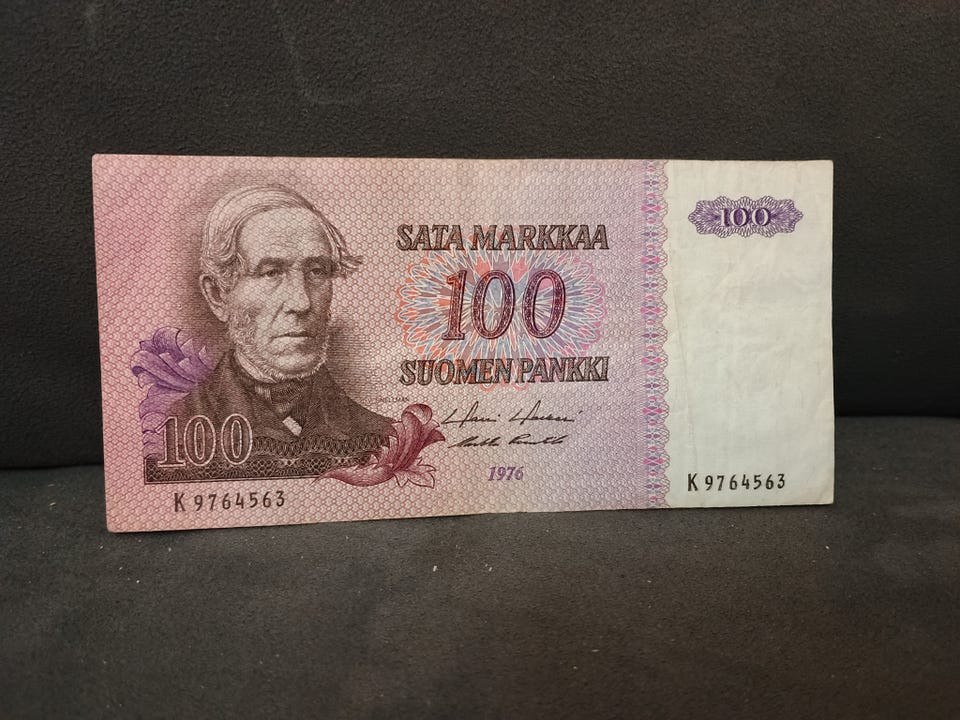 100
SATA MARKKAA
100
SUOMEN PANKKI
100
1976
K 9764563
K 9764563